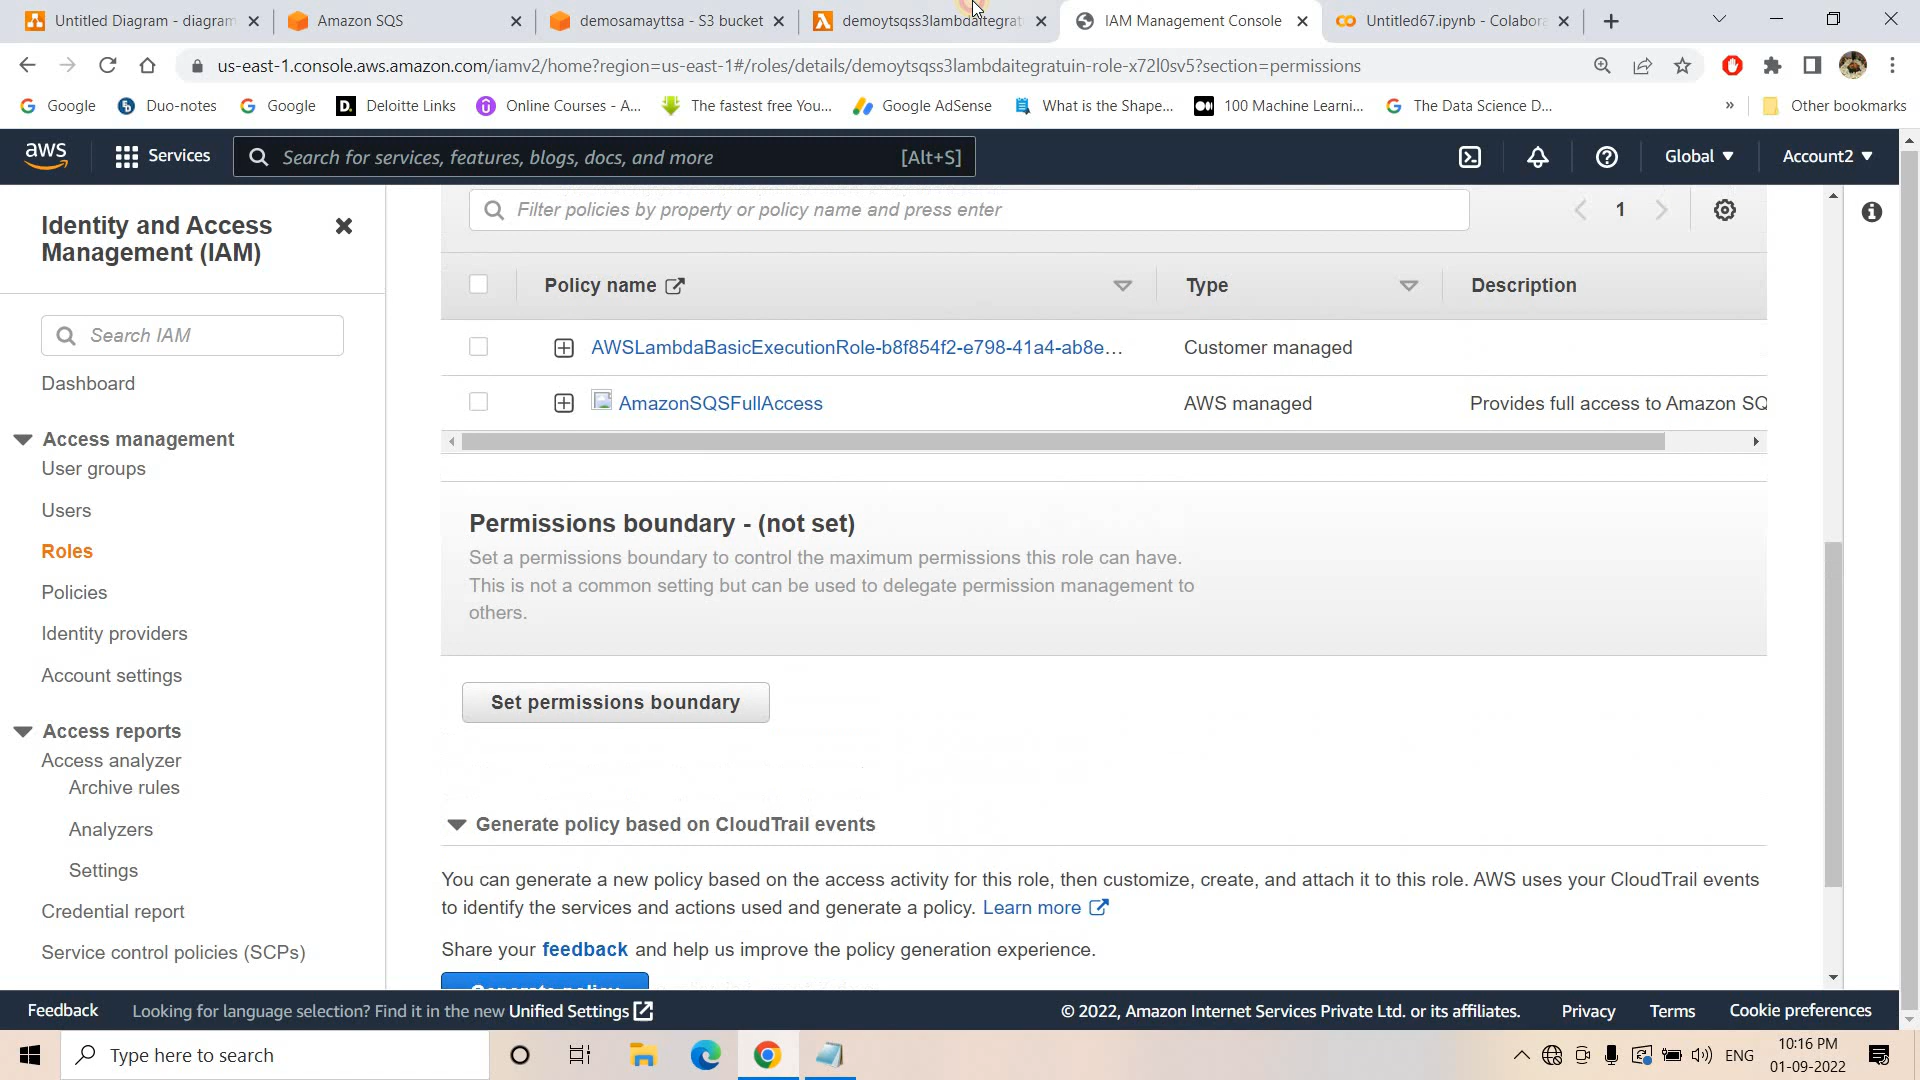 Untitled Diagram - diagram
Amazon SQS
demosamayttsa - S3 bucket
demoytsqss3lambdaitegrat
IAM Management Console
Untitled67.ipynb - Colabora
us-east-1.console.aws.amazon.com/iamv2/home?region=us-east-1#/roles/details/demoytsqss3lambdaitegratuin-role-x72l0sv5?section=permissions
Google
Duo-notes
Google
Deloitte Links
Online Courses - A...
The fastest free You...
Google AdSense
What is the Shape...
100 Machine Learni...
The Data Science D...
»
Other bookmarks
aws
Services
Search for services, features, blogs, docs, and more
[Alt+S]
Global
Account2
Identity and Access
Management (IAM)
Search IAM
Dashboard
Access management
User groups
Users
Roles
Policies
Identity providers
Account settings
Access reports
Access analyzer
Archive rules
Analyzers
Settings
Credential report
Service control policies (SCPs)
Filter policies by property or policy name and press enter
1
Policy name
Type
Description
AWSLambdaBasicExecutionRole-b8f854f2-e798-41a4-ab8e...
Customer managed
AmazonSQSFullAccess
AWS managed
Provides full access to Amazon SQ
Permissions boundary - (not set)
Set a permissions boundary to control the maximum permissions this role can have.
This is not a common setting but can be used to delegate permission management to
others.
Set permissions boundary
Generate policy based on CloudTrail events
You can generate a new policy based on the access activity for this role, then customize, create, and attach it to this role. AWS uses your CloudTrail events
to identify the services and actions used and generate a policy. Learn more
Share your feedback and help us improve the policy generation experience.
Generate policy
Feedback
Looking for language selection? Find it in the new Unified Settings
© 2022, Amazon Internet Services Private Ltd. or its affiliates.
Privacy
Terms
Cookie preferences
Type here to search
ENG
10:16 PM
01-09-2022